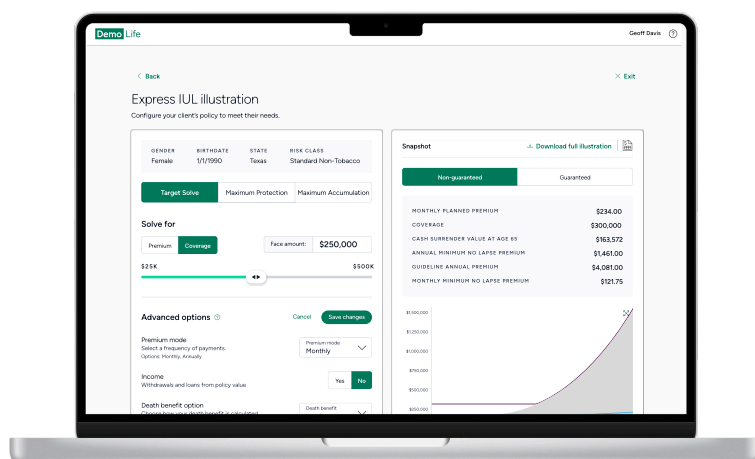 Demo Life
Geoff Davis
?
Back
Exit
Express IUL illustration
Configure your client's policy to meet their needs.
GENDER BIRTHDATE STATE RISK CLASS
Female 1/1/1990 Texas Standard Non-Tobacco
Target Solve Maximum Protection Maximum Accumulation
Solve for
Premium Coverage Face amount: $250,000
$25K $500K
Advanced options Cancel Save changes
Premium mode
Select a frequency of payments.
Options: Monthly, Annually
Premium mode
Monthly
Income
Withdrawals and loans from policy value
Yes No
Death benefit option
Choose how your death benefit is calculated
Death benefit
Snapshot Download full illustration
Non-guaranteed Guaranteed
MONTHLY PLANNED PREMIUM $234.00
COVERAGE $300,000
CASH SURRENDER VALUE AT AGE 65 $163,572
ANNUAL MINIMUM NO LAPSE PREMIUM $1,461.00
GUIDELINE ANNUAL PREMIUM $4,081.00
MONTHLY MINIMUM NO LAPSE PREMIUM $121.75
$1,500,000
$1,250,000
$1,000,000
$750,000
$500,000
$250,000